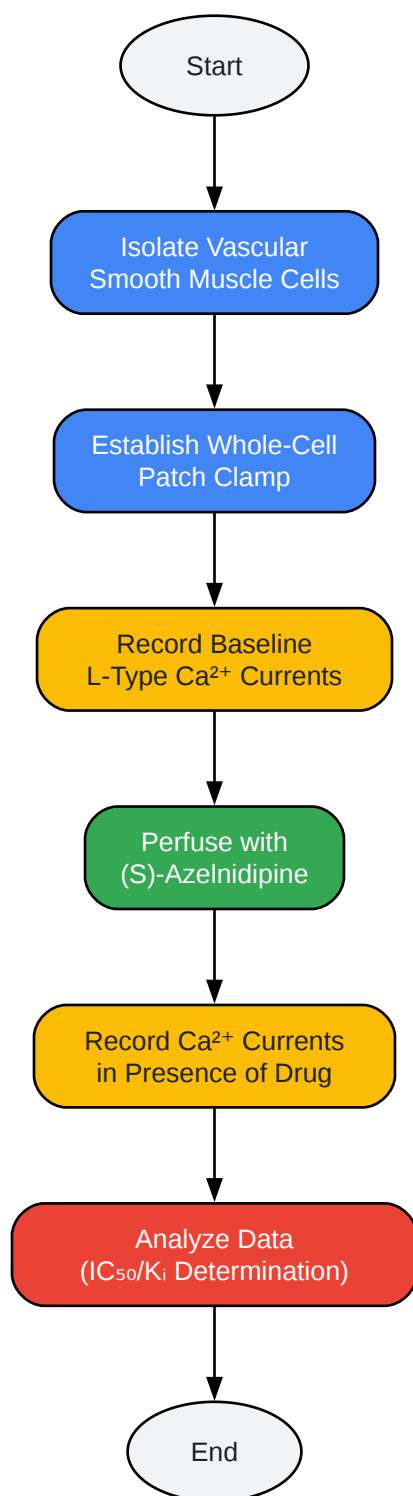 Start
Isolate Vascular
Smooth Muscle Cells
Establish Whole-Cell
Patch Clamp
Record Baseline
L-Type Ca²⁺ Currents
Perfuse with
(S)-Azelnidipine
Record Ca²⁺ Currents
in Presence of Drug
Analyze Data
(IC₅₀/Kᵢ Determination)
End